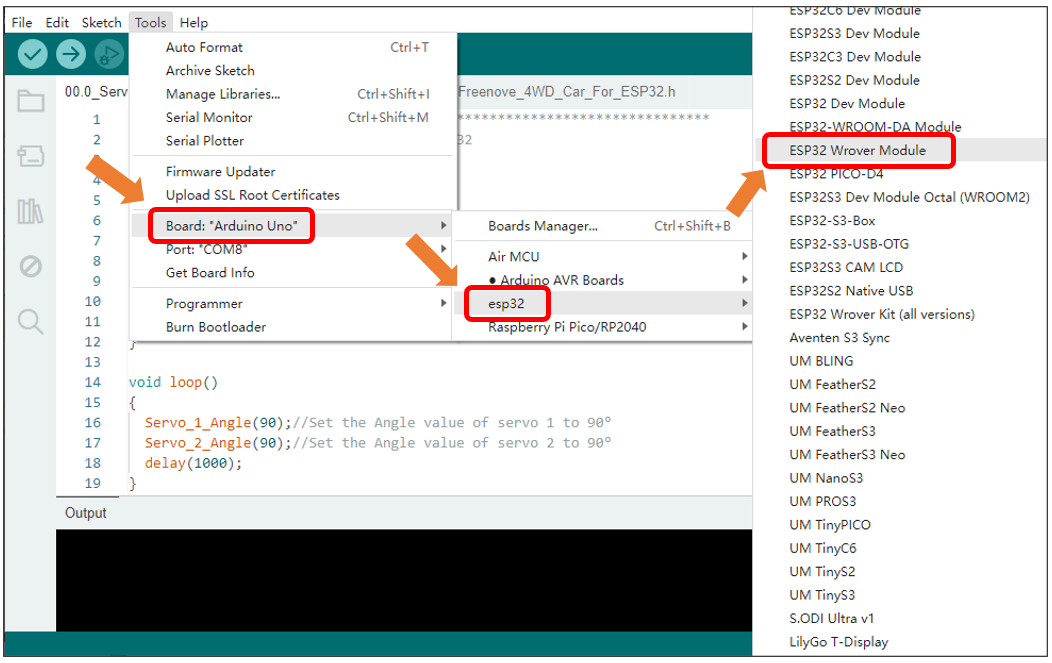 File Edit Sketch Tools Help
Auto Format Ctrl+T
Archive Sketch
Manage Libraries... Ctrl+Shift+I
Serial Monitor Ctrl+Shift+M
Serial Plotter
Firmware Updater
Upload SSL Root Certificates
Board: "Arduino Uno"
Port: "COM8"
Get Board Info
Programmer
Burn Bootloader
Boards Manager... Ctrl+Shift+B
Air MCU
● Arduino AVR Boards
esp32
Raspberry Pi Pico/RP2040
ESP32C6 Dev Module
ESP32S3 Dev Module
ESP32C3 Dev Module
ESP32S2 Dev Module
ESP32 Dev Module
ESP32-WROOM-DA Module
ESP32 Wrover Module
ESP32 PICO-D4
ESP32S3 Dev Module Octal (WROOM2)
ESP32-S3-Box
ESP32-S3-USB-OTG
ESP32S3 CAM LCD
ESP32S2 Native USB
ESP32 Wrover Kit (all versions)
Aventen S3 Sync
UM BLING
UM FeatherS2
UM FeatherS2 Neo
UM FeatherS3
UM FeatherS3 Neo
UM NanoS3
UM PROS3
UM TinyPICO
UM TinyC6
UM TinyS2
UM TinyS3
S.ODI Ultra v1
LilyGo T-Display
00.0_Serv Freenove_4WD_Car_For_ESP32.h
1 *******************************
2 32
4
5
6
7
8
9
10
11
12 }
13
14 void loop()
15 {
16 Servo_1_Angle(90);//Set the Angle value of servo 1 to 90°
17 Servo_2_Angle(90);//Set the Angle value of servo 2 to 90°
18 delay(1000);
19 }
Output